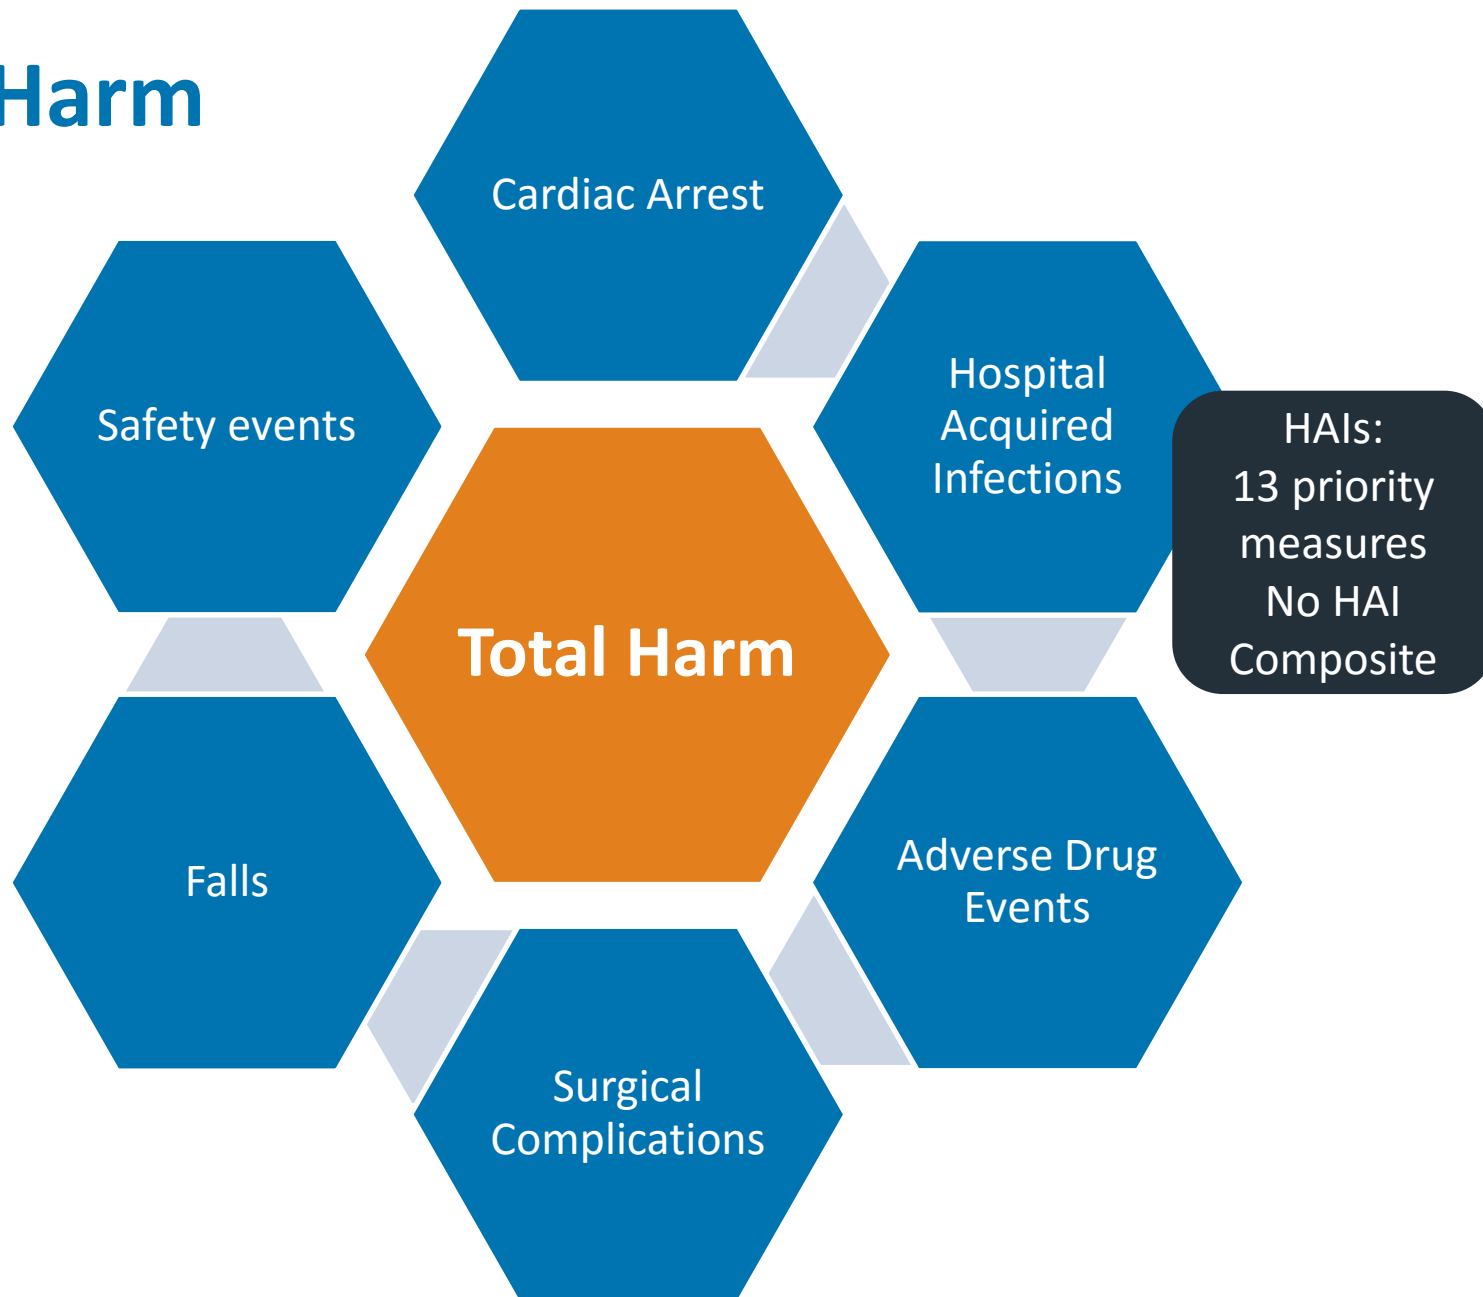 Harm
Cardiac Arrest
Safety events
Hospital
Acquired
Infections
HAIs:
13 priority
measures
No HAI
Composite
Total Harm
Falls
Adverse Drug
Events
Surgical
Complications